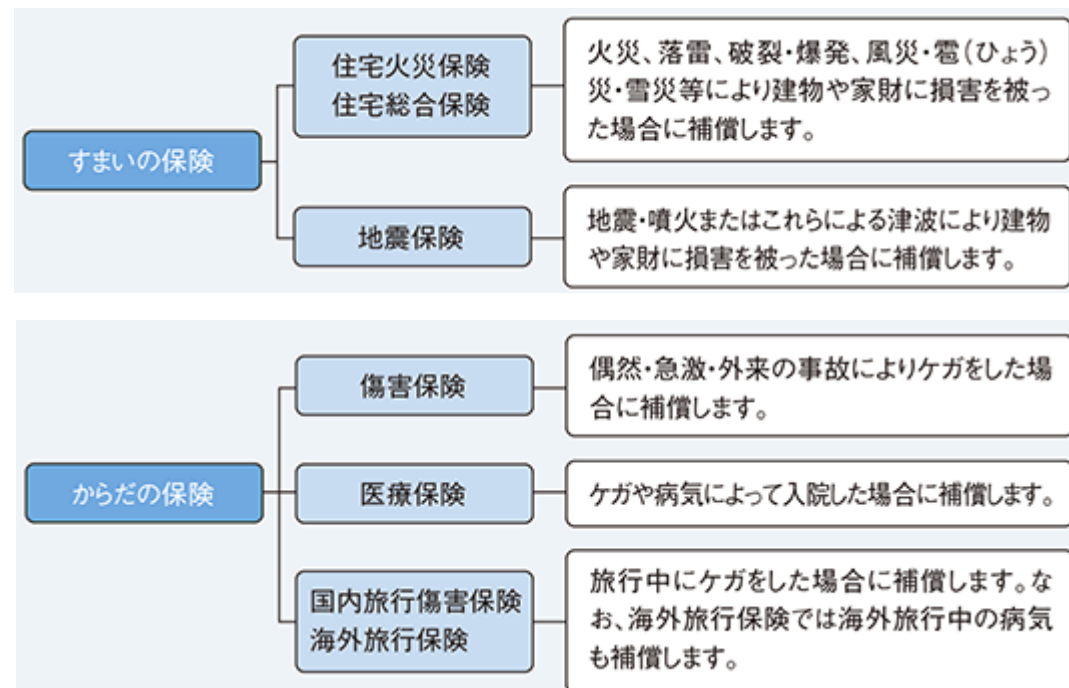 すまいの保険
住宅火災保険
住宅総合保険
火災、落雷、破裂・爆発、風災・雹(ひょう)
災・雪災等により建物や家財に損害を被っ
た場合に補償します。
地震保険
地震・噴火またはこれらによる津波により建物
や家財に損害を被った場合に補償します。
からだの保険
傷害保険
偶然・急激・外来の事故によりケガをした場
合に補償します。
医療保険
ケガや病気によって入院した場合に補償します。
国内旅行傷害保険
海外旅行保険
旅行中にケガをした場合に補償します。な
お、海外旅行保険では海外旅行中の病気
も補償します。